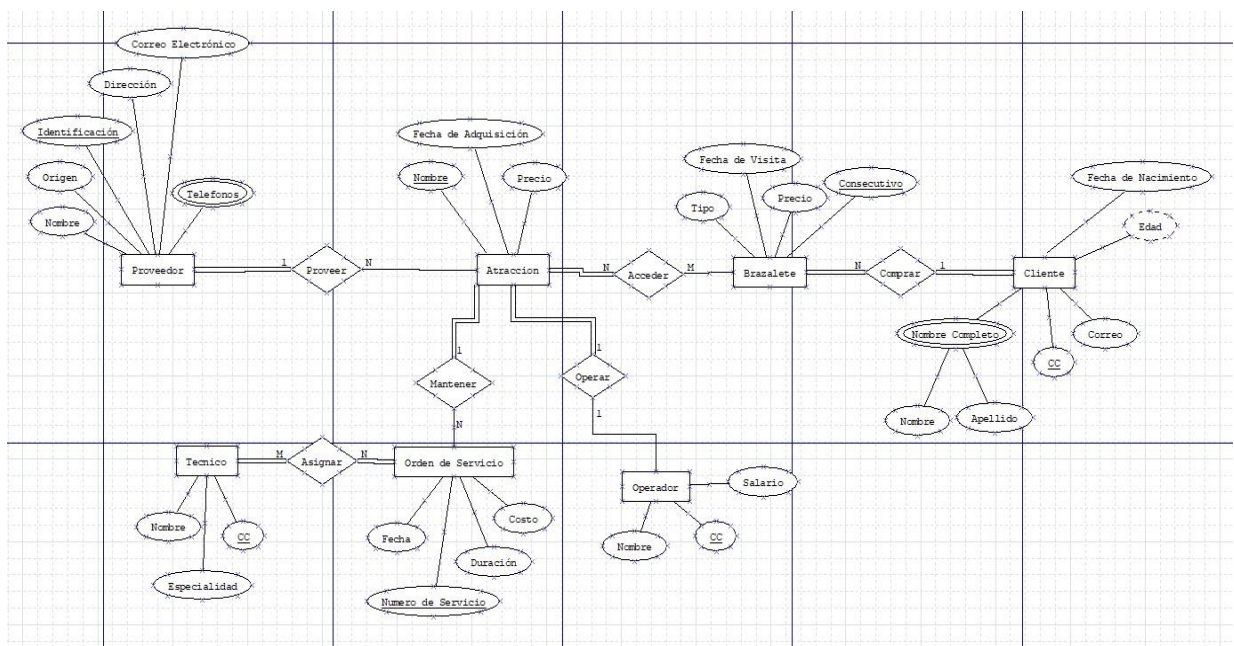 Correo Electrónico
Dirección
Identificación
Origen
Telefonos
Nombre
Proveedor
1
Proveer
N
Fecha de Adquisición
Nombre
Precio
Atraccion
N
Acceder
M
Fecha de Visita
Consecutivo
Precio
Tipo
Brazalete
N
Comprar
1
Fecha de Nacimiento
Edad
Cliente
Nombre Completo
Correo
CC
Nombre
Apellido
1
Mantener
N
1
Operar
1
Tecnico
M
Asignar
N
Orden de Servicio
Nombre
CC
Especialidad
Fecha
Costo
Duración
Numero de Servicio
Operador
Salario
Nombre
CC